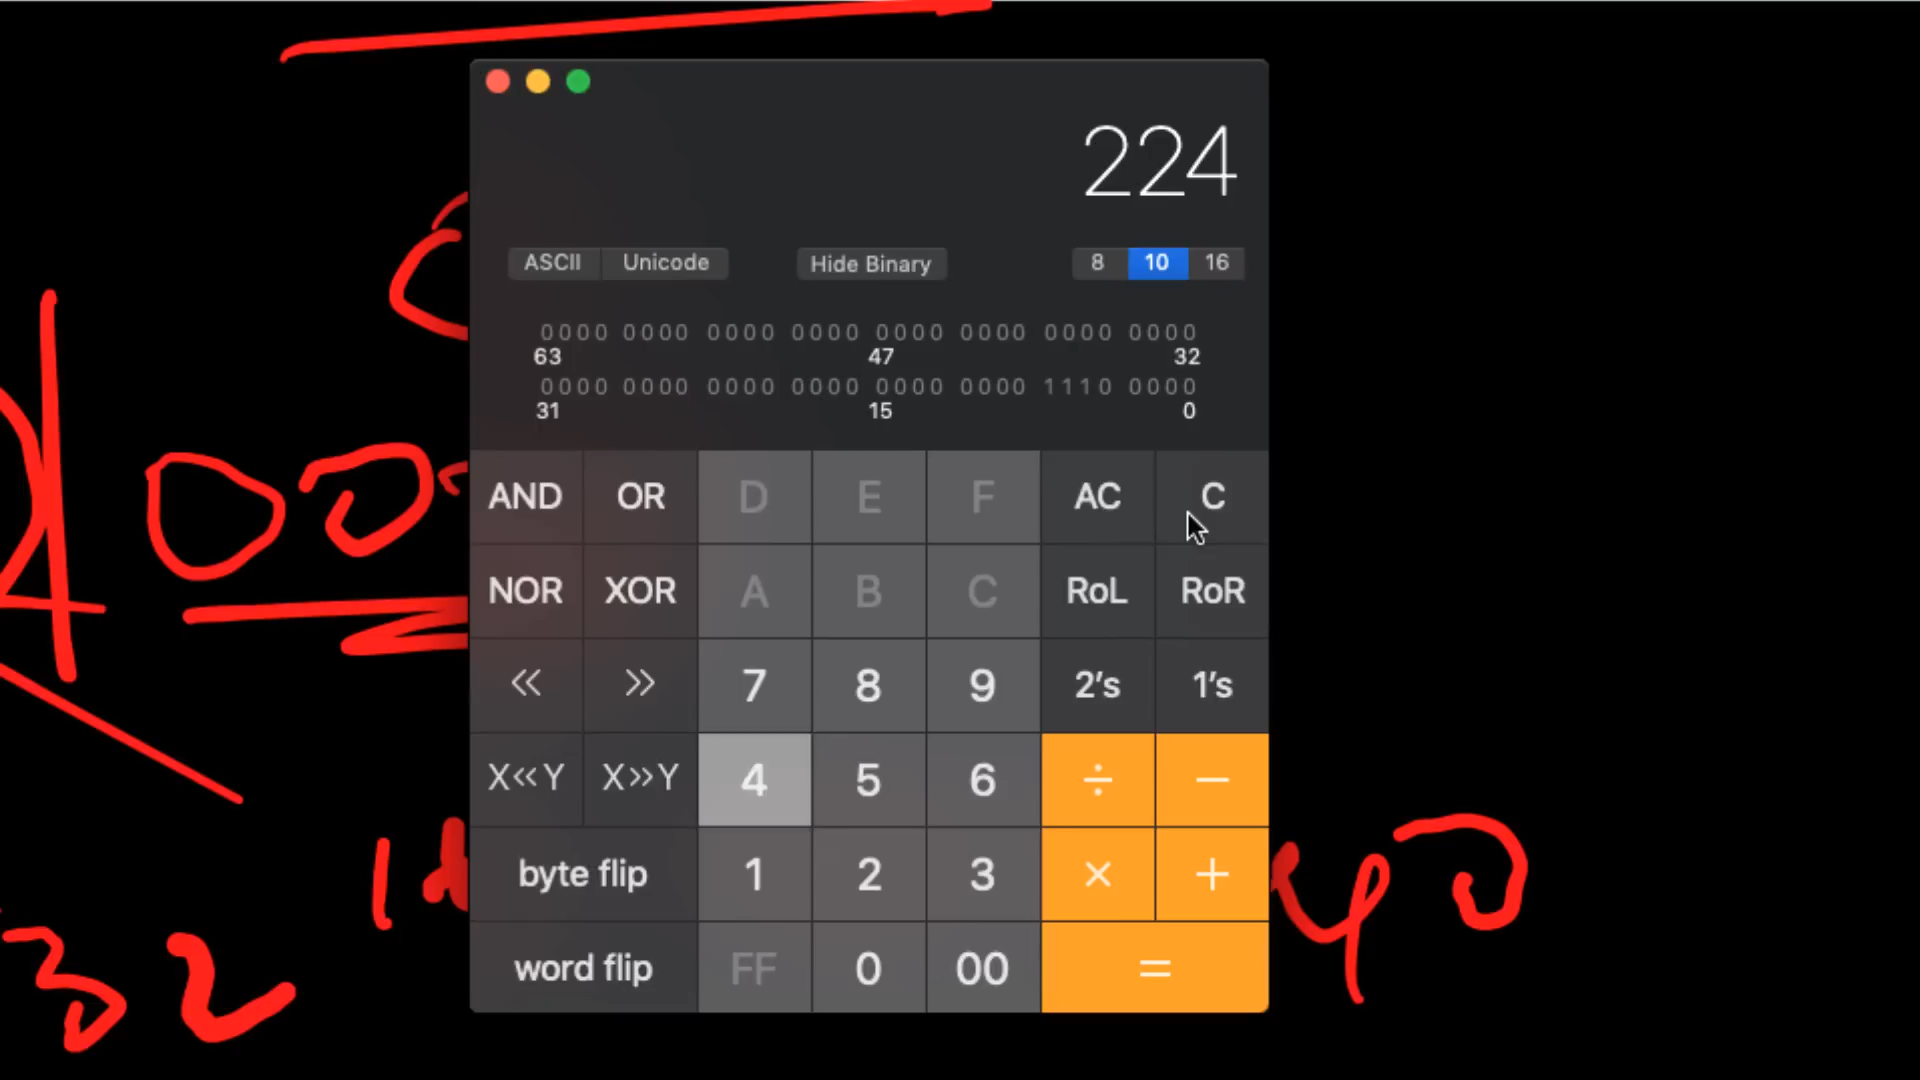 224
ASCII Unicode Hide Binary 8 10 16
0000 0000 0000 0000 0000 0000 0000 0000
63 47 32
0000 0000 0000 0000 0000 0000 1110 0000
31 15 0
AND OR D E F AC C
NOR XOR A B C RoL RoR
« » 7 8 9 2's 1's
X«Y X»Y 4 5 6 ÷ −
byte flip 1 2 3 × +
word flip FF 0 00 =
32